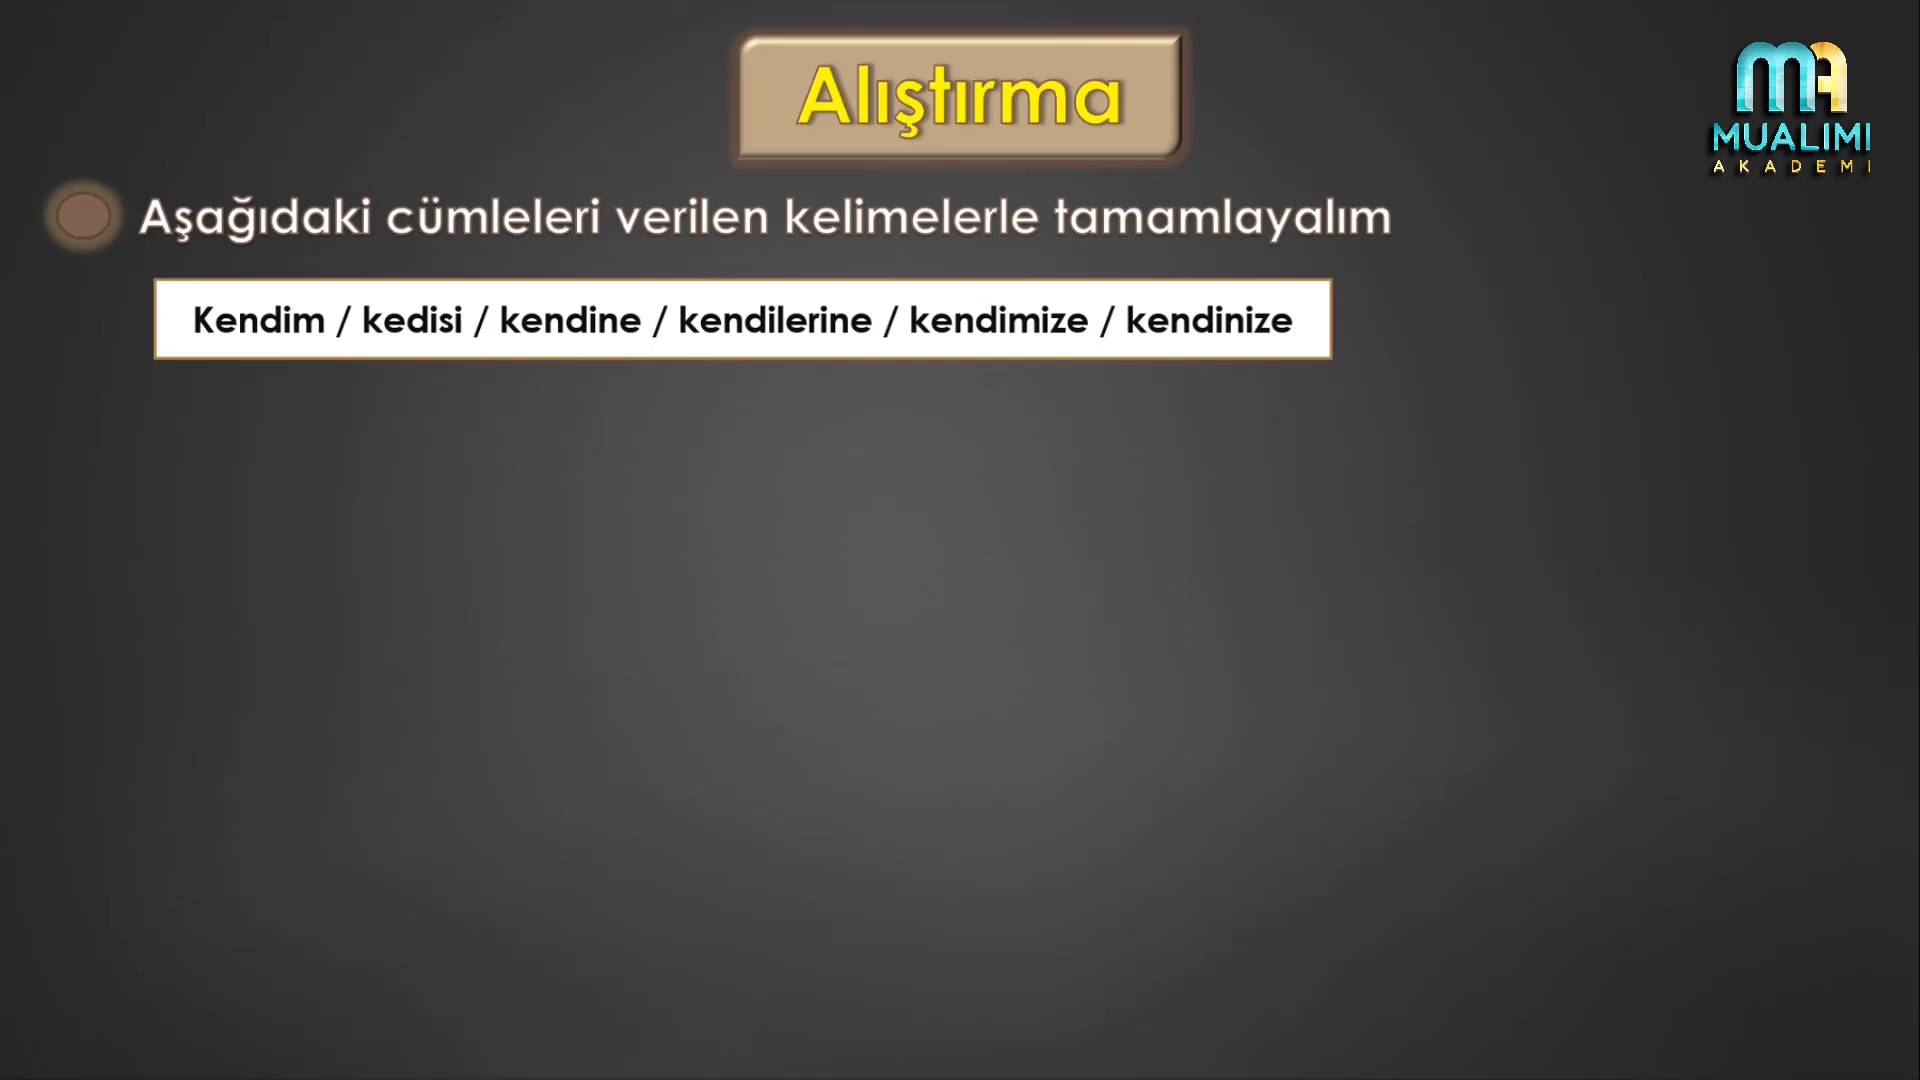 Alıştırma
MUALIMI
AKADEMI
Aşağıdaki cümleleri verilen kelimelerle tamamlayalım
Kendim / kedisi / kendine / kendilerine / kendimize / kendinize